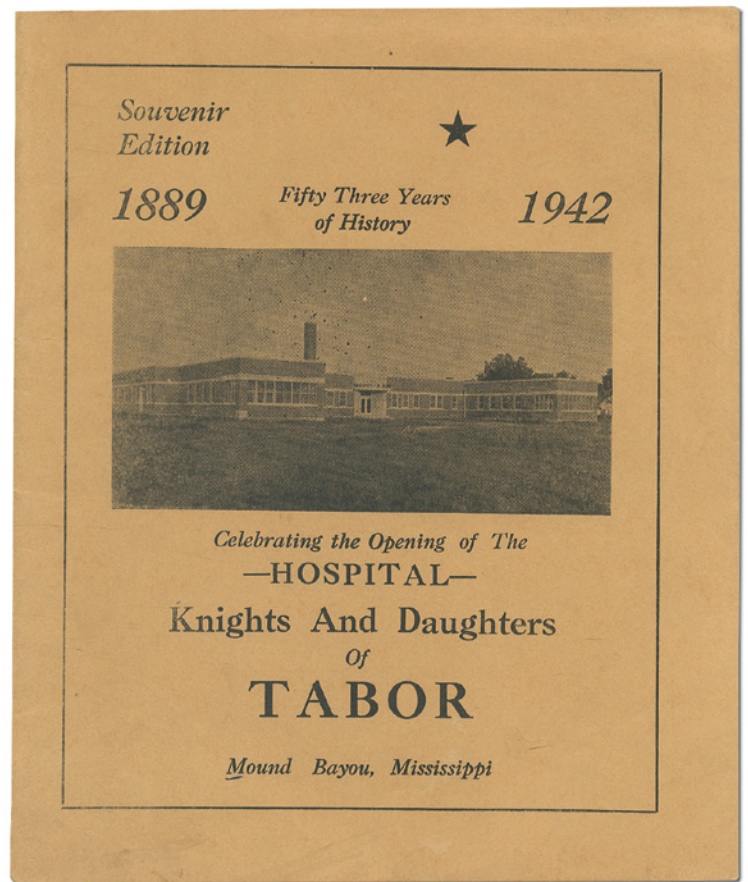 Souvenir
Edition
1889
Fifty Three Years
of History
1942
Celebrating the Opening of The
—HOSPITAL—
Knights And Daughters
Of
TABOR
Mound Bayou, Mississippi